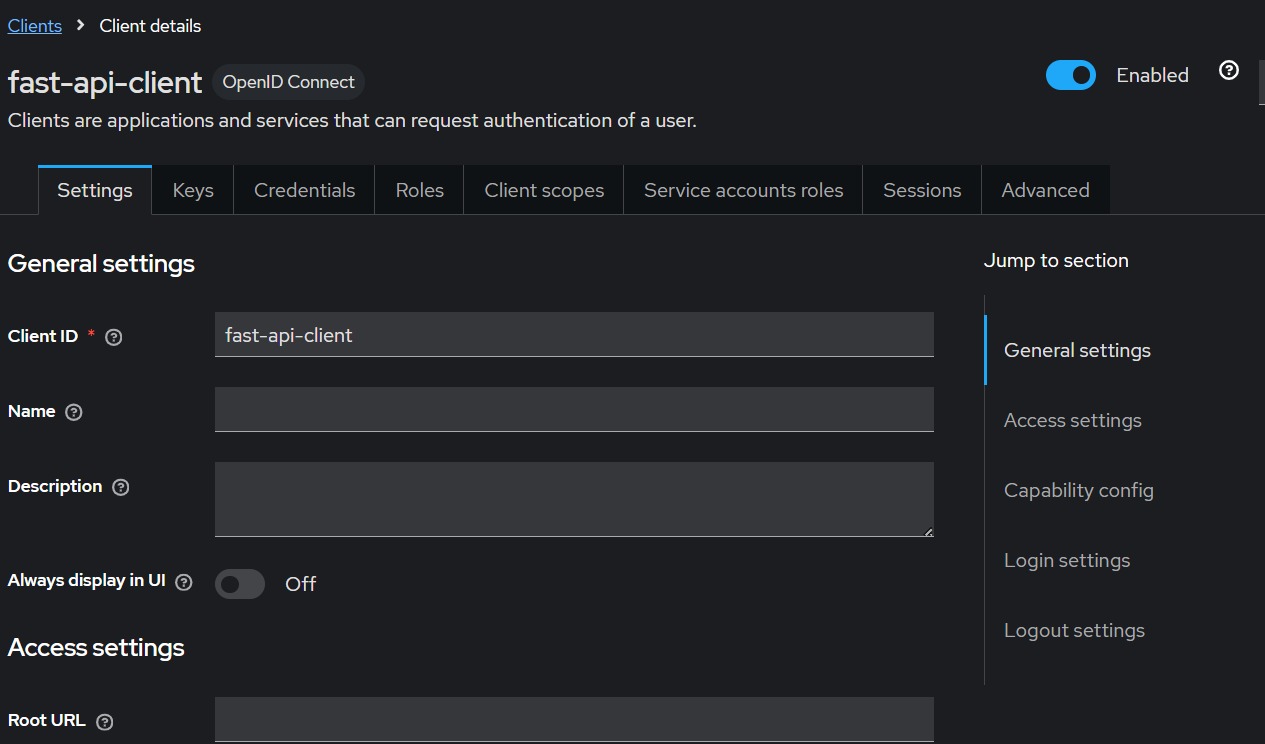 Clients > Client details
fast-api-client OpenID Connect
Enabled
Clients are applications and services that can request authentication of a user.
Settings Keys Credentials Roles Client scopes Service accounts roles Sessions Advanced
General settings
Client ID * fast-api-client
Name
Description
Always display in UI Off
Access settings
Root URL
Jump to section
General settings
Access settings
Capability config
Login settings
Logout settings